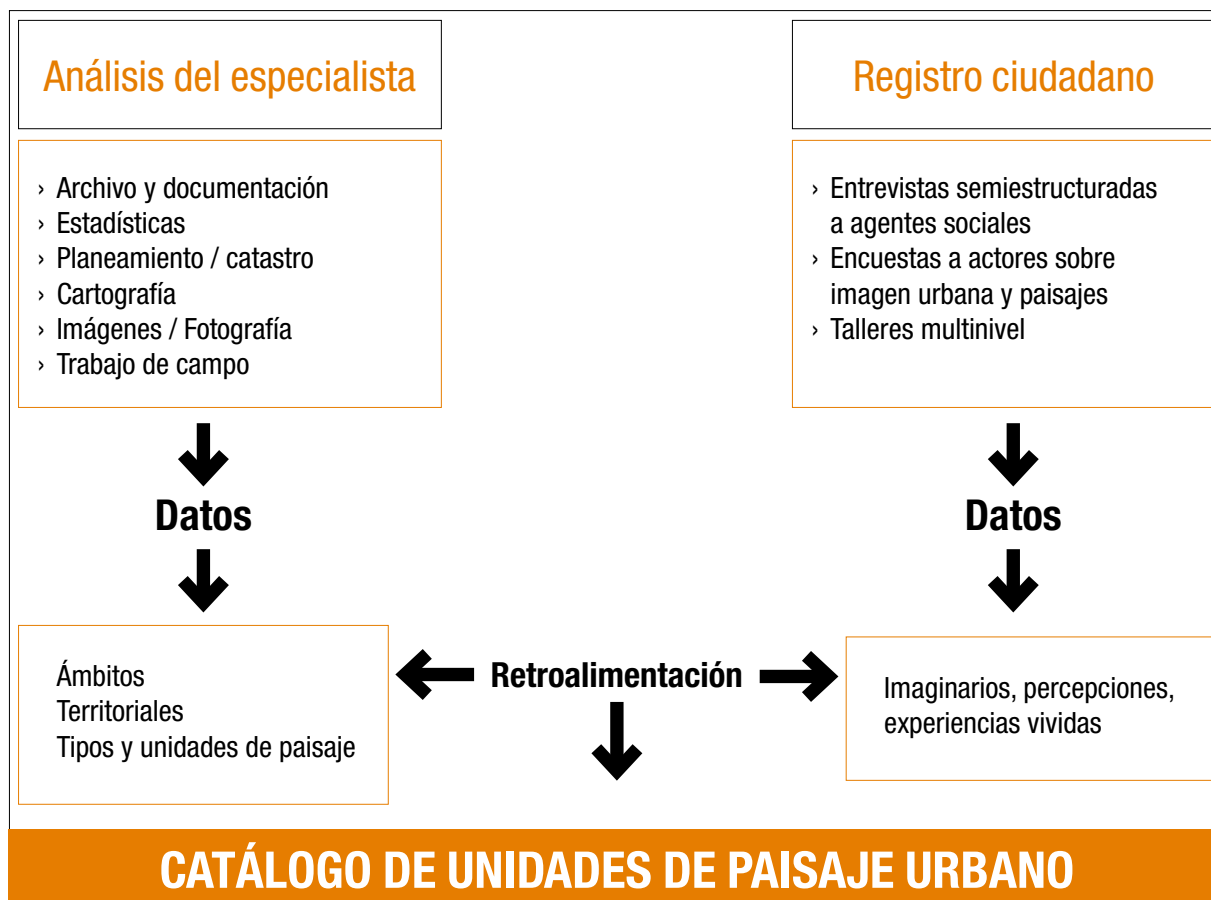 Análisis del especialista
› Archivo y documentación
› Estadísticas
› Planeamiento / catastro
› Cartografía
› Imágenes / Fotografía
› Trabajo de campo
Datos
Ámbitos
Territoriales
Tipos y unidades de paisaje
Registro ciudadano
› Entrevistas semiestructuradas
a agentes sociales
› Encuestas a actores sobre
imagen urbana y paisajes
› Talleres multinivel
Datos
Imaginarios, percepciones,
experiencias vividas
Retroalimentación
CATÁLOGO DE UNIDADES DE PAISAJE URBANO